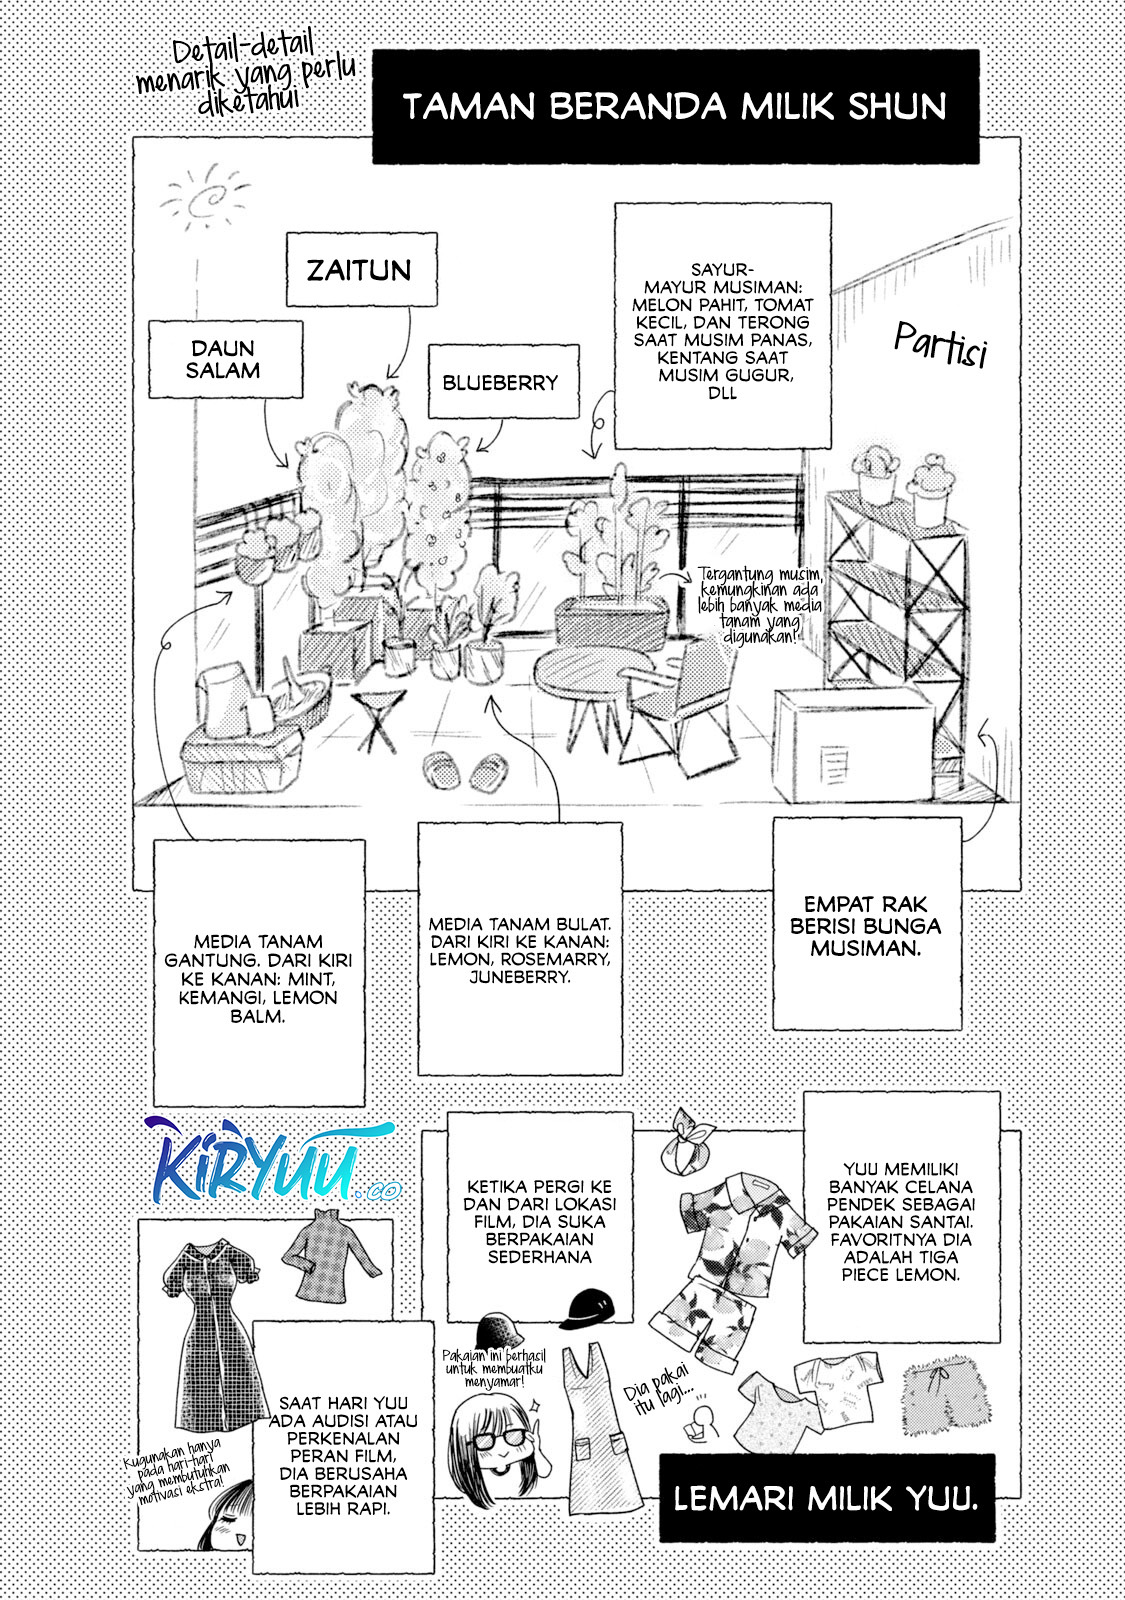 Detail-detail
menarik yang perlu
diketahui
TAMAN BERANDA MILIK SHUN
ZAITUN
DAUN
SALAM
BLUEBERRY
SAYUR-
MAYUR MUSIMAN:
MELON PAHIT, TOMAT
KECIL, DAN TERONG
SAAT MUSIM PANAS,
KENTANG SAAT
MUSIM GUGUR,
DLL
Partisi
Tergantung musim,
kemungkinan ada
lebih banyak media
tanam yang
digunakan!
MEDIA TANAM
GANTUNG. DARI KIRI
KE KANAN: MINT,
KEMANGI, LEMON
BALM.
MEDIA TANAM BULAT.
DARI KIRI KE KANAN:
LEMON, ROSEMARRY,
JUNEBERRY.
EMPAT RAK
BERISI BUNGA
MUSIMAN.
KIRYUU.CO
KETIKA PERGI KE
DAN DARI LOKASI
FILM, DIA SUKA
BERPAKAIAN
SEDERHANA
YUU MEMILIKI
BANYAK CELANA
PENDEK SEBAGAI
PAKAIAN SANTAI.
FAVORITNYA DIA
ADALAH TIGA
PIECE LEMON.
Pakaian ini berhasil
untuk membuatku
menyamar!
Dia pakai
itu lagi...
SAAT HARI YUU
ADA AUDISI ATAU
PERKENALAN
PERAN FILM,
DIA BERUSAHA
BERPAKAIAN
LEBIH RAPI.
Kugunakan hanya
pada hari-hari
yang membutuhkan
motivasi ekstra!
LEMARI MILIK YUU.